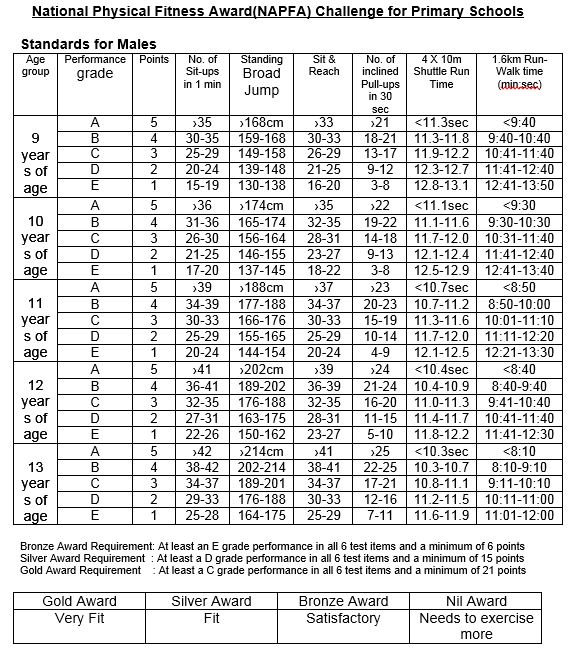 National Physical Fitness Award(NAPFA) Challenge for Primary Schools
Standards for Males
Age group Performance grade Points No. of Sit-ups in 1 min Standing Broad Jump Sit & Reach No. of inclined Pull-ups in 30 sec 4 X 10m Shuttle Run Time 1.6km Run-Walk time (min:sec)
9 years of age
A 5 >35 >168cm >33 >21 <11.3sec <9:40
B 4 30-35 159-168 30-33 18-21 11.3-11.8 9:40-10:40
C 3 25-29 149-158 26-29 13-17 11.9-12.2 10:41-11:40
D 2 20-24 139-148 21-25 9-12 12.3-12.7 11:41-12:40
E 1 15-19 130-138 16-20 3-8 12.8-13.1 12:41-13:50
10 years of age
A 5 >36 >174cm >35 >22 <11.1sec <9:30
B 4 31-36 165-174 32-35 19-22 11.1-11.6 9:30-10:30
C 3 26-30 156-164 28-31 14-18 11.7-12.0 10:31-11:40
D 2 21-25 146-155 23-27 9-13 12.1-12.4 11:41-12:40
E 1 17-20 137-145 18-22 3-8 12.5-12.9 12:41-13:40
11 years of age
A 5 >39 >188cm >37 >23 <10.7sec <8:50
B 4 34-39 177-188 34-37 20-23 10.7-11.2 8:50-10:00
C 3 30-33 166-176 30-33 15-19 11.3-11.6 10:01-11:10
D 2 25-29 155-165 25-29 10-14 11.7-12.0 11:11-12:20
E 1 20-24 144-154 20-24 4-9 12.1-12.5 12:21-13:30
12 years of age
A 5 >41 >202cm >39 >24 <10.4sec <8:40
B 4 36-41 189-202 36-39 21-24 10.4-10.9 8:40-9:40
C 3 32-35 176-188 32-35 16-20 11.0-11.3 9:41-10:40
D 2 27-31 163-175 28-31 11-15 11.4-11.7 10:41-11:40
E 1 22-26 150-162 23-27 5-10 11.8-12.2 11:41-12:30
13 years of age
A 5 >42 >214cm >41 >25 <10.3sec <8:10
B 4 38-42 202-214 38-41 22-25 10.3-10.7 8:10-9:10
C 3 34-37 189-201 34-37 17-21 10.8-11.1 9:11-10:10
D 2 29-33 176-188 30-33 12-16 11.2-11.5 10:11-11:00
E 1 25-28 164-175 25-29 7-11 11.6-11.9 11:01-12:00
Bronze Award Requirement: At least an E grade performance in all 6 test items and a minimum of 6 points
Silver Award Requirement : At least a D grade performance in all 6 test items and a minimum of 15 points
Gold Award Requirement : At least a C grade performance in all 6 test items and a minimum of 21 points
Gold Award Silver Award Bronze Award Nil Award
Very Fit Fit Satisfactory Needs to exercise more